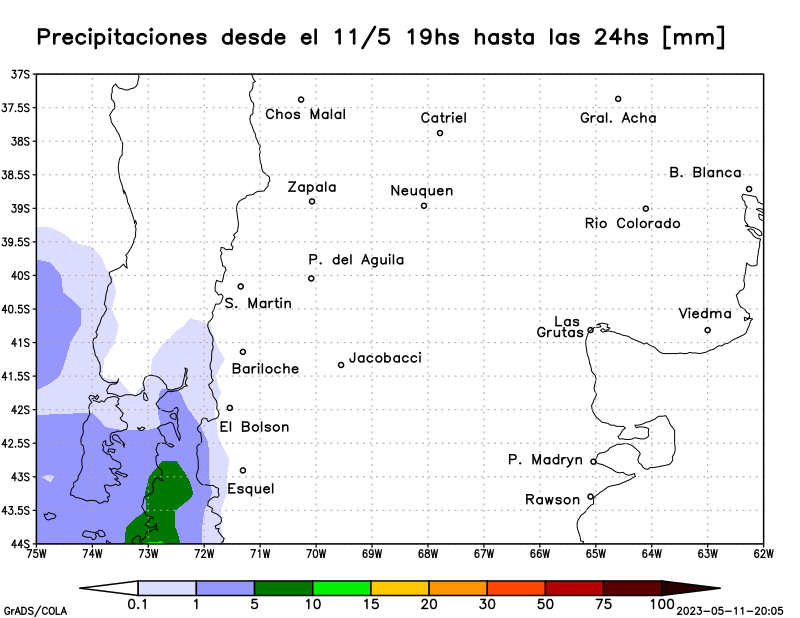 Precipitaciones desde el 11/5 19hs hasta las 24hs [mm]
37S
37.5S
38S
38.5S
39S
39.5S
40S
40.5S
41S
41.5S
42S
42.5S
43S
43.5S
44S
Chos Malal
Catriel
Gral. Acha
B. Blanca
Zapala
Neuquen
Rio Colorado
P. del Aguila
S. Martin
Viedma
Las
Grutas
Bariloche
Jacobacci
El Bolson
P. Madryn
Esquel
Rawson
75W 74W 73W 72W 71W 70W 69W 68W 67W 66W 65W 64W 63W 62W
0.1 1 5 10 15 20 30 50 75 100
GrADS/COLA
2023-05-11-20:05